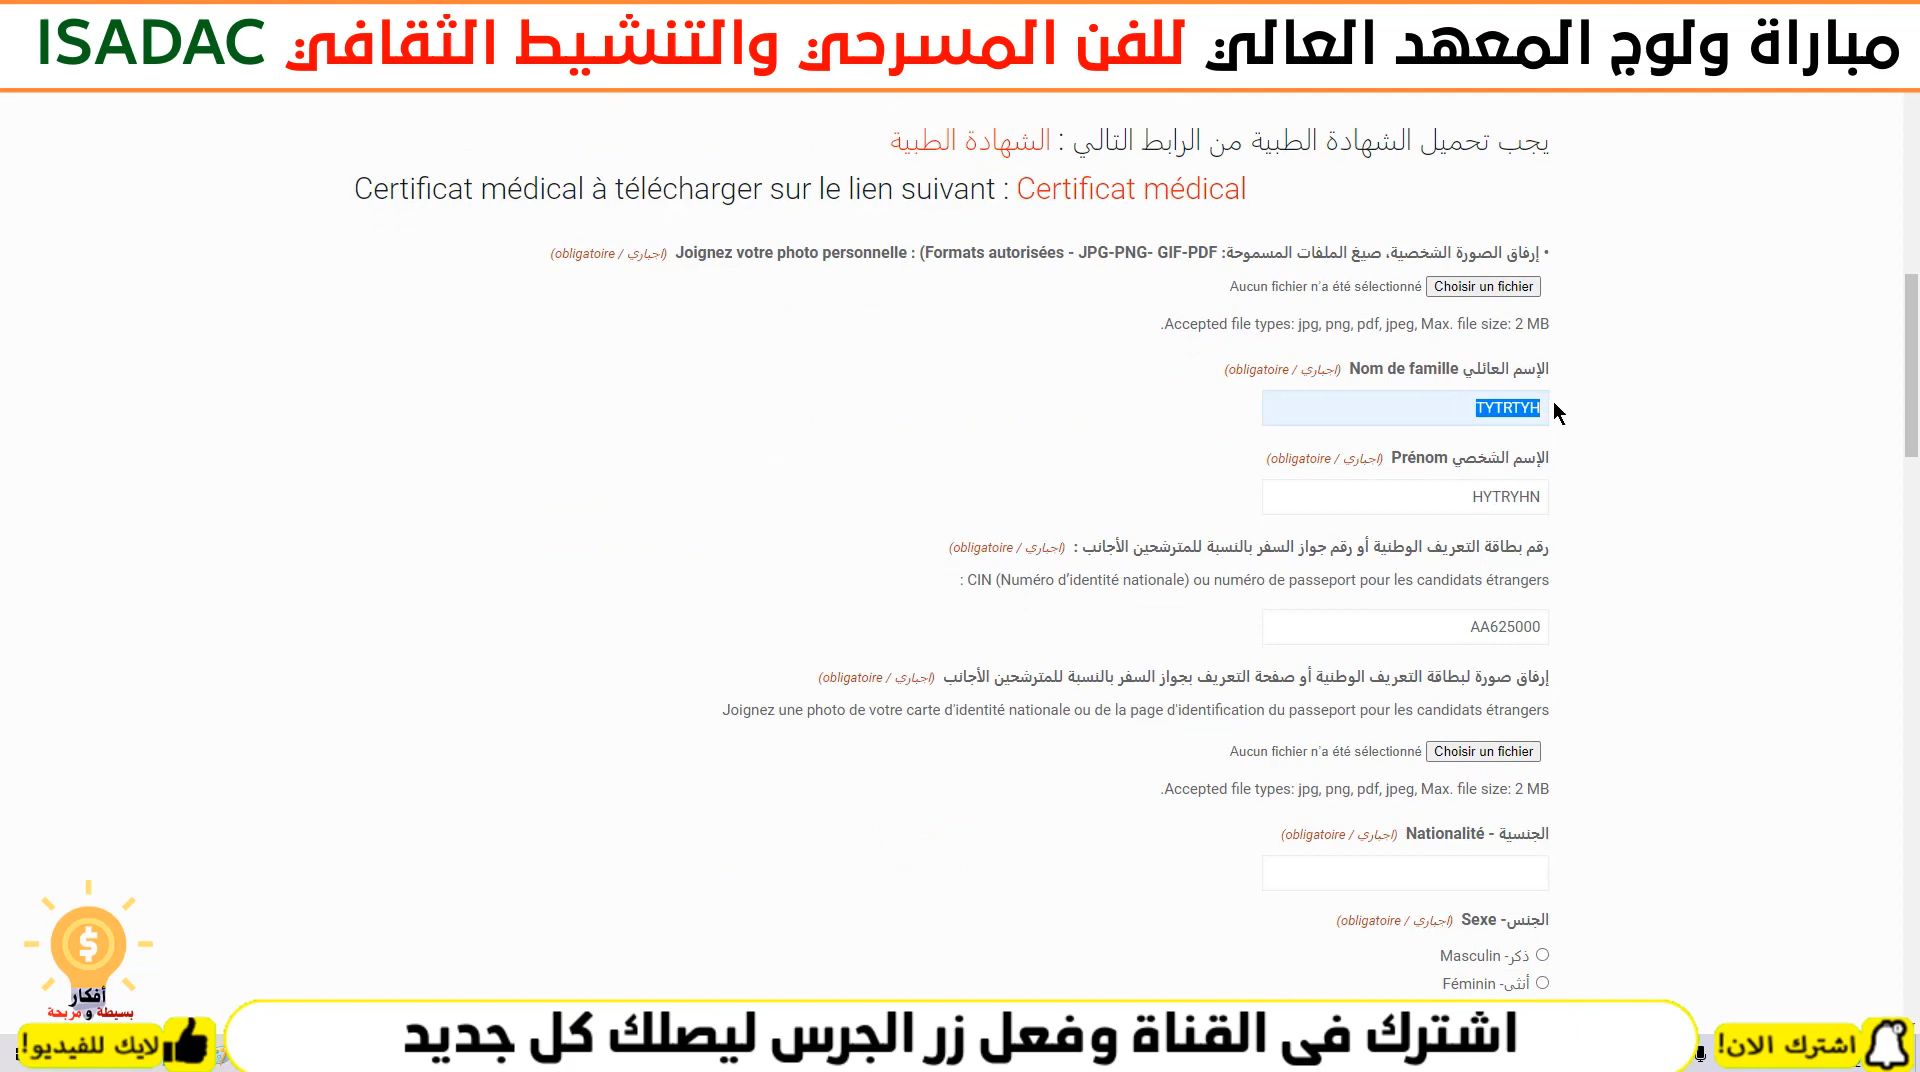 مباراة ولوج المعهد العالي للفن المسرحي والتنشيط الثقافي ISADAC
يجب تحميل الشهادة الطبية من الرابط التالي : الشهادة الطبية
Certificat médical à télécharger sur le lien suivant : Certificat médical
• إرفاق الصورة الشخصية، صيغ الملفات المسموحة: Joignez votre photo personnelle : (Formats autorisées - JPG-PNG- GIF-PDF (اجباري / obligatoire)
Choisir un fichier Aucun fichier n'a été sélectionné
Accepted file types: jpg, png, pdf, jpeg, Max. file size: 2 MB.
الإسم العائلي Nom de famille (اجباري / obligatoire)
TYTRTYH
الإسم الشخصي Prénom (اجباري / obligatoire)
HYTRYHN
رقم بطاقة التعريف الوطنية أو رقم جواز السفر بالنسبة للمترشحين الأجانب : (اجباري / obligatoire)
CIN (Numéro d’identité nationale) ou numéro de passeport pour les candidats étrangers :
AA625000
إرفاق صورة لبطاقة التعريف الوطنية أو صفحة التعريف بجواز السفر بالنسبة للمترشحين الأجانب (اجباري / obligatoire)
Joignez une photo de votre carte d'identité nationale ou de la page d'identification du passeport pour les candidats étrangers
Choisir un fichier Aucun fichier n'a été sélectionné
Accepted file types: jpg, png, pdf, jpeg, Max. file size: 2 MB.
الجنسية - Nationalité (اجباري / obligatoire)
الجنس- Sexe (اجباري / obligatoire)
ذكر- Masculin
أنثى- Féminin
$
أفكار
بسيطة و مربحة
لايك للفيديو!
اشترك فى القناة وفعل زر الجرس ليصلك كل جديد
اشترك الان!